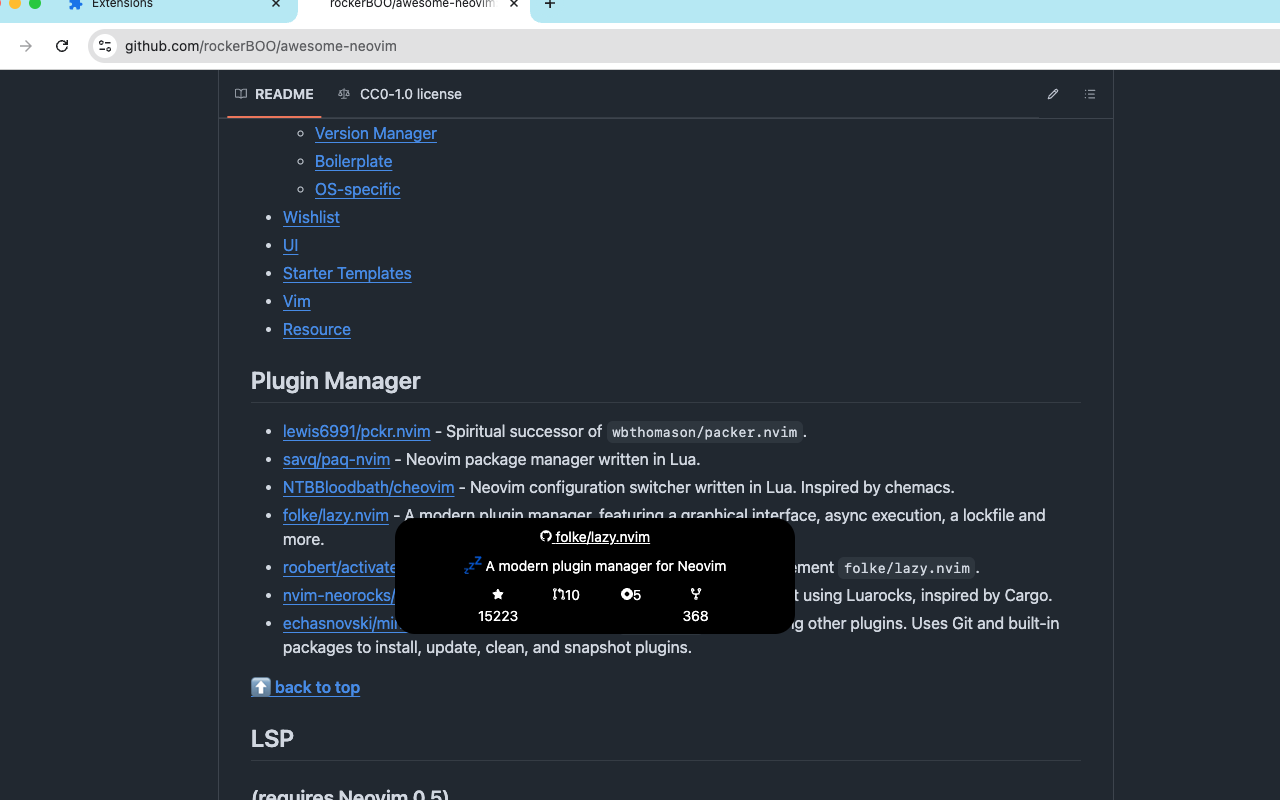 Extensions
rockerBOO/awesome-neovim
github.com/rockerBOO/awesome-neovim
README
CC0-1.0 license
Version Manager
Boilerplate
OS-specific
Wishlist
UI
Starter Templates
Vim
Resource
Plugin Manager
lewis6991/pckr.nvim - Spiritual successor of wbthomason/packer.nvim.
savq/paq-nvim - Neovim package manager written in Lua.
NTBBloodbath/cheovim - Neovim configuration switcher written in Lua. Inspired by chemacs.
folke/lazy.nvim - A modern plugin manager, featuring a graphical interface, async execution, a lockfile and
more.
folke/lazy.nvim
💤 A modern plugin manager for Neovim
10 5
15223 368
roobert/activate folke/lazy.nvim.
nvim-neorocks/ using Luarocks, inspired by Cargo.
echasnovski/ other plugins. Uses Git and built-in
packages to install, update, clean, and snapshot plugins.
⬆️ back to top
LSP
(requires Neovim 0.5)